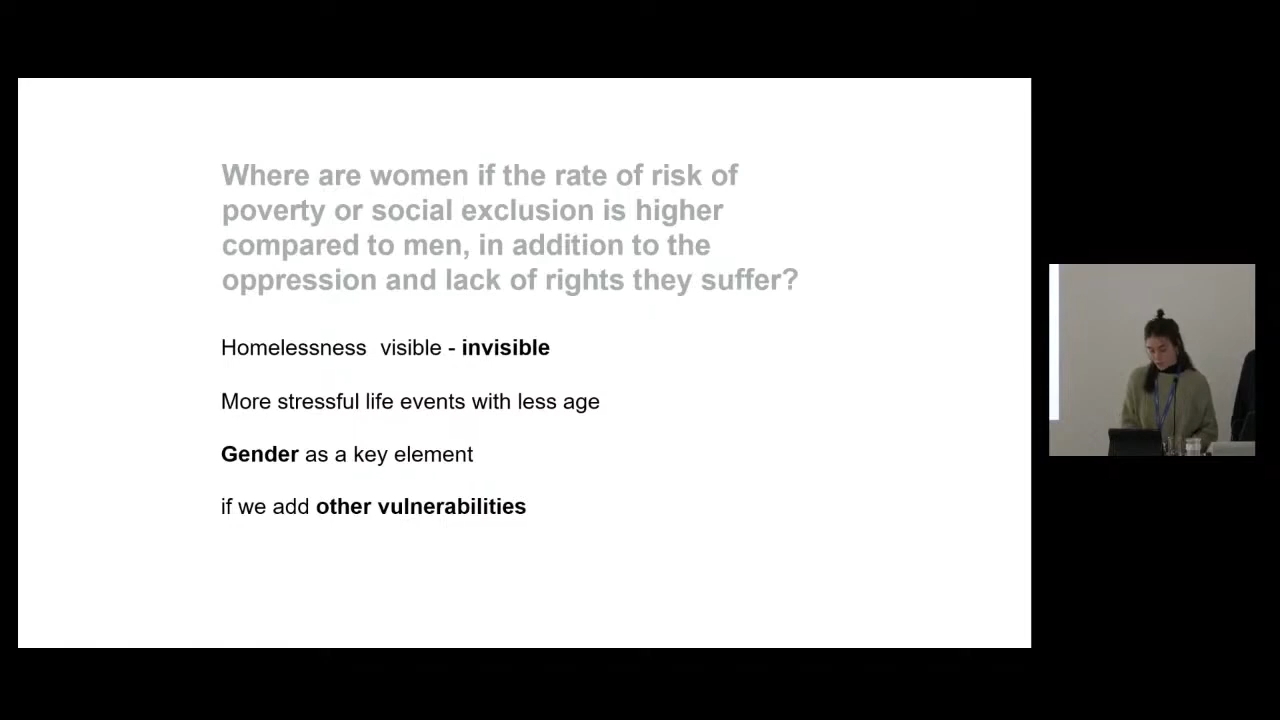 Where are women if the rate of risk of
poverty or social exclusion is higher
compared to men, in addition to the
oppression and lack of rights they suffer?
Homelessness visible - invisible
More stressful life events with less age
Gender as a key element
if we add other vulnerabilities